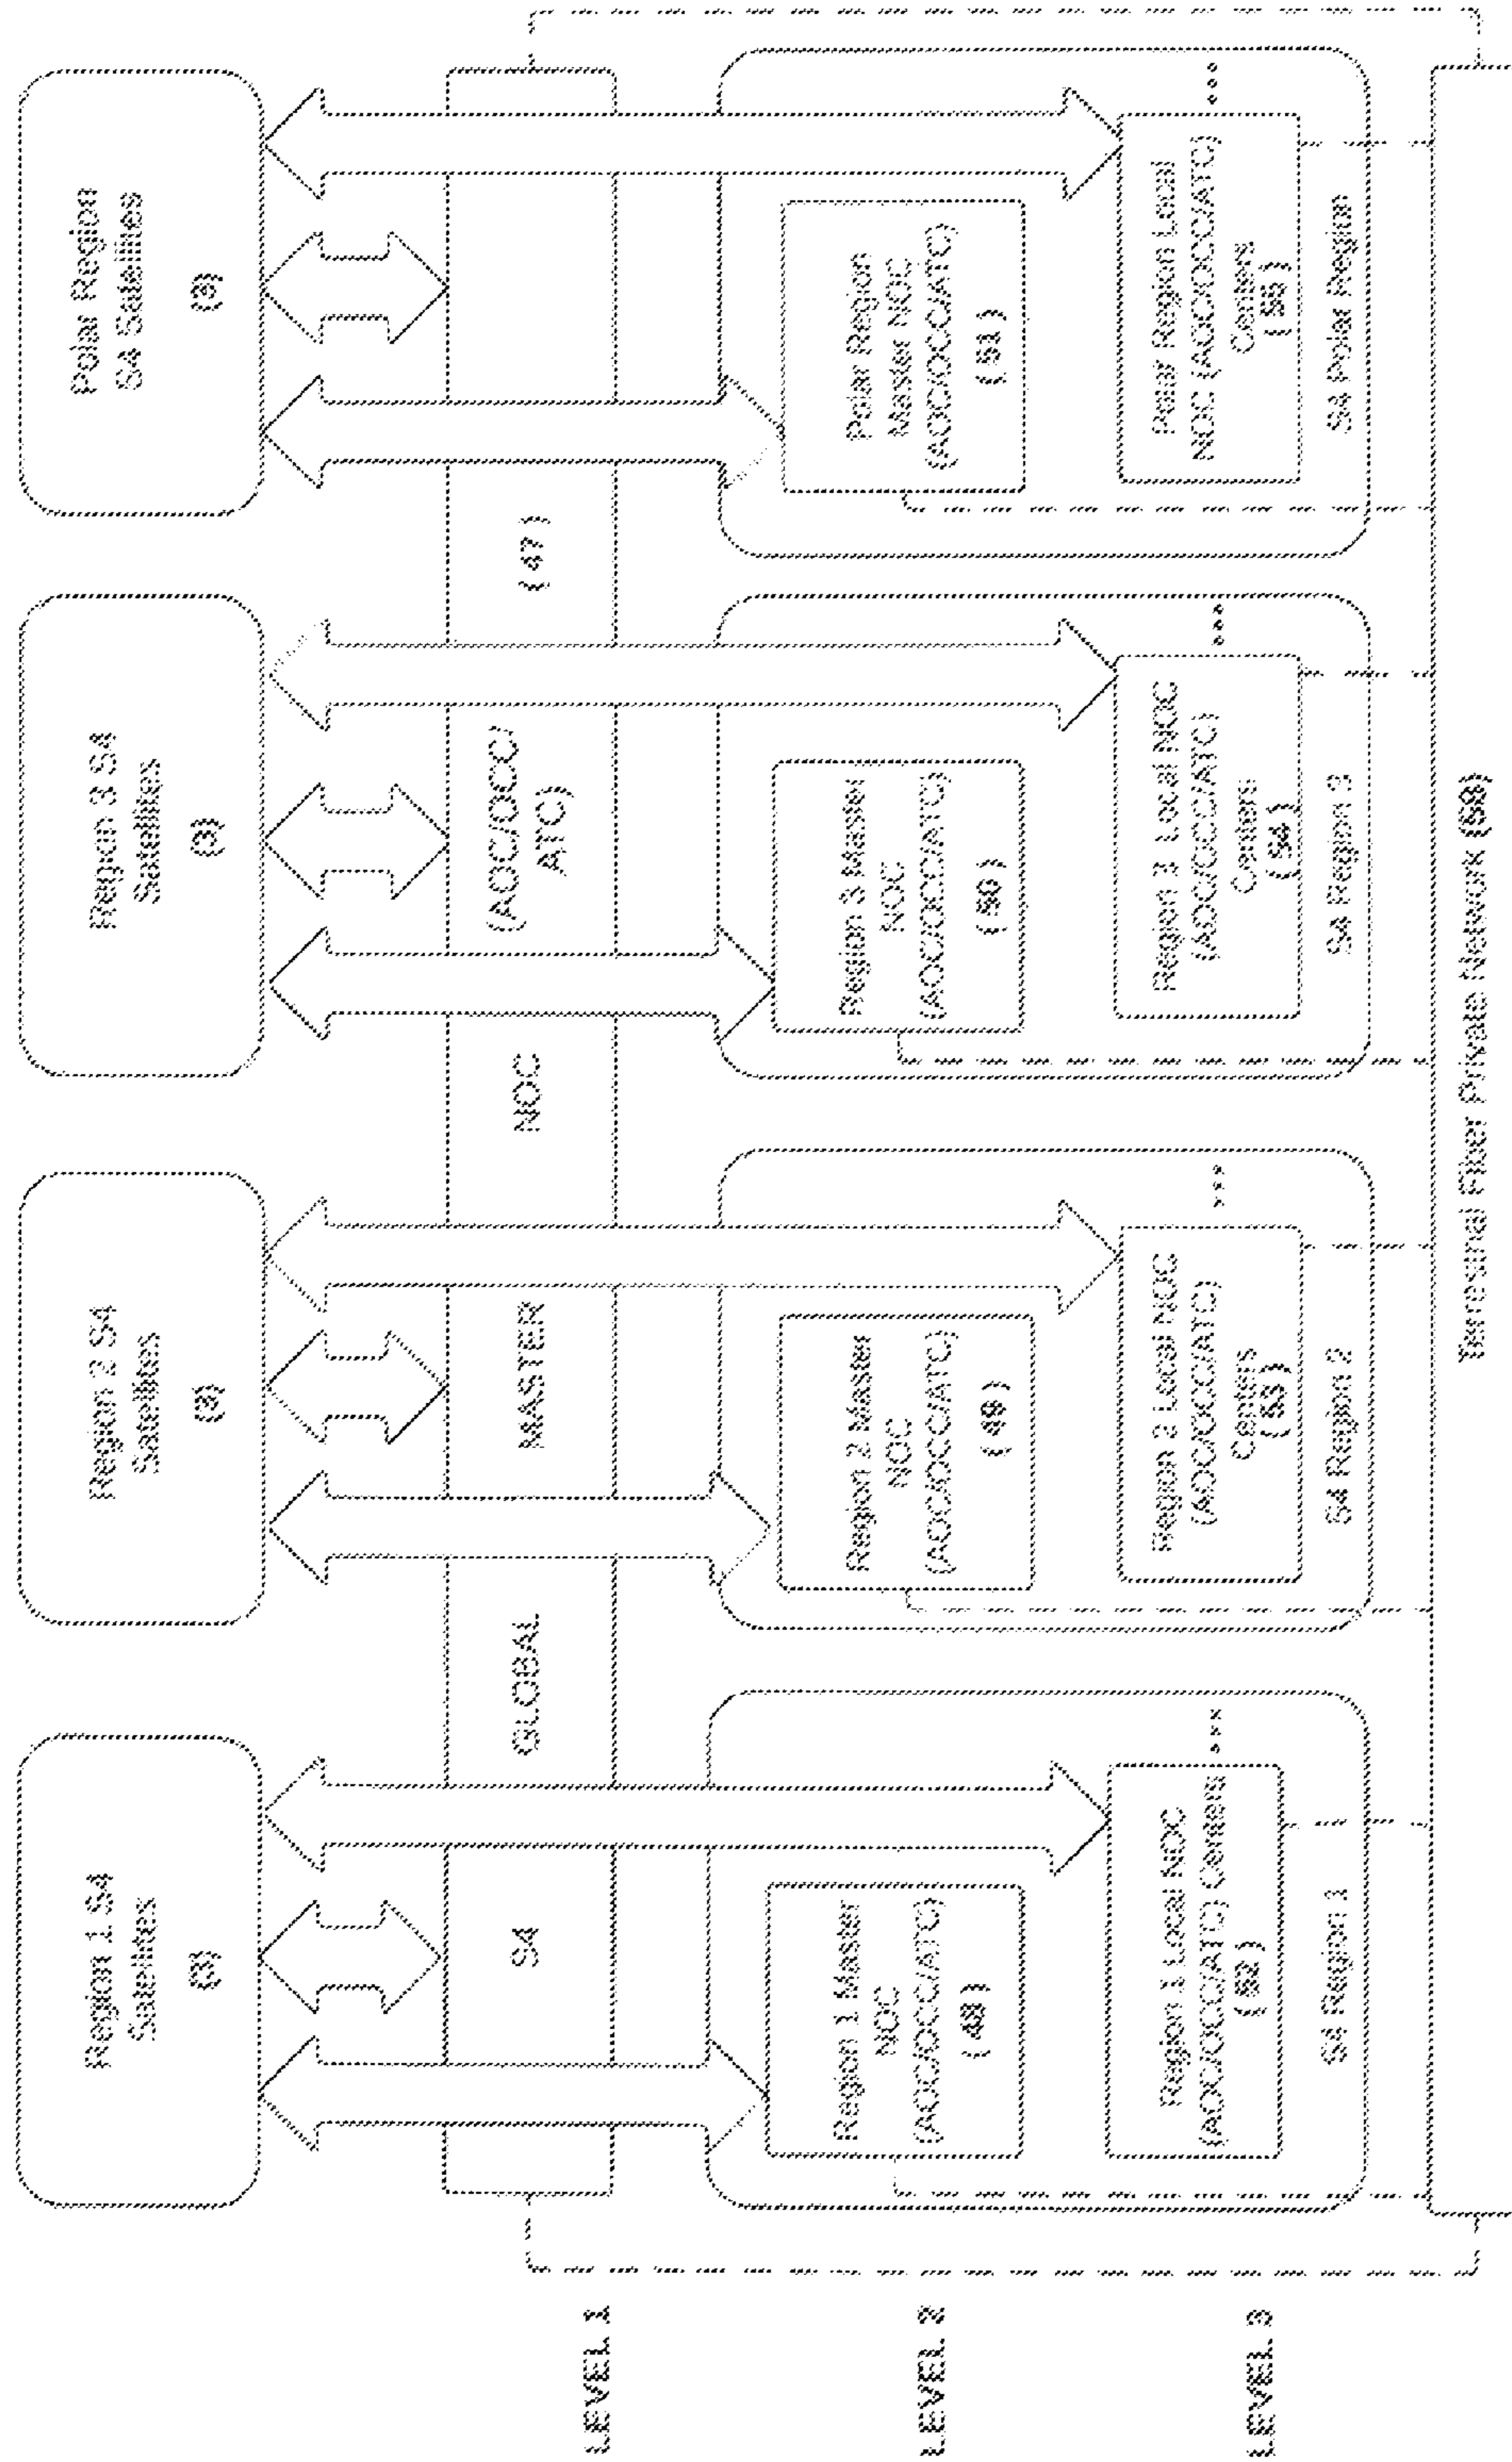 Region 1 S4
Satellites
(3)
Region 2 S4
Satellites
(3)
Region 3 S4
Satellites
(3)
Polar Region
S4 Satellites
(3)
LEVEL 1
S4 GLOBAL MASTER NOC (AOC/OCC/
ATC) (47)
LEVEL 2
Region 1 Master
NOC
(AOC/OCC/ATC)
(48)
Region 2 Master
NOC
(AOC/OCC/ATC)
(49)
Region 3 Master
NOC
(AOC/OCC/ATC)
(50)
Polar Region
Master NOC
(AOC/OCC/ATC)
(51)
LEVEL 3
Region 1 Local NOC
(AOC/OCC/ATC) Centers
(52)
...
S4 Region 1
Region 2 Local NOC
(AOC/OCC/ATC)
Centers
(53)
...
S4 Region 2
Region 3 Local NOC
(AOC/OCC/ATC)
Centers
(54)
...
S4 Region 3
Polar Region Local
NOC (AOC/OCC/ATC)
Centers
(55)
...
S4 Polar Region
Fiber Private Network (68)